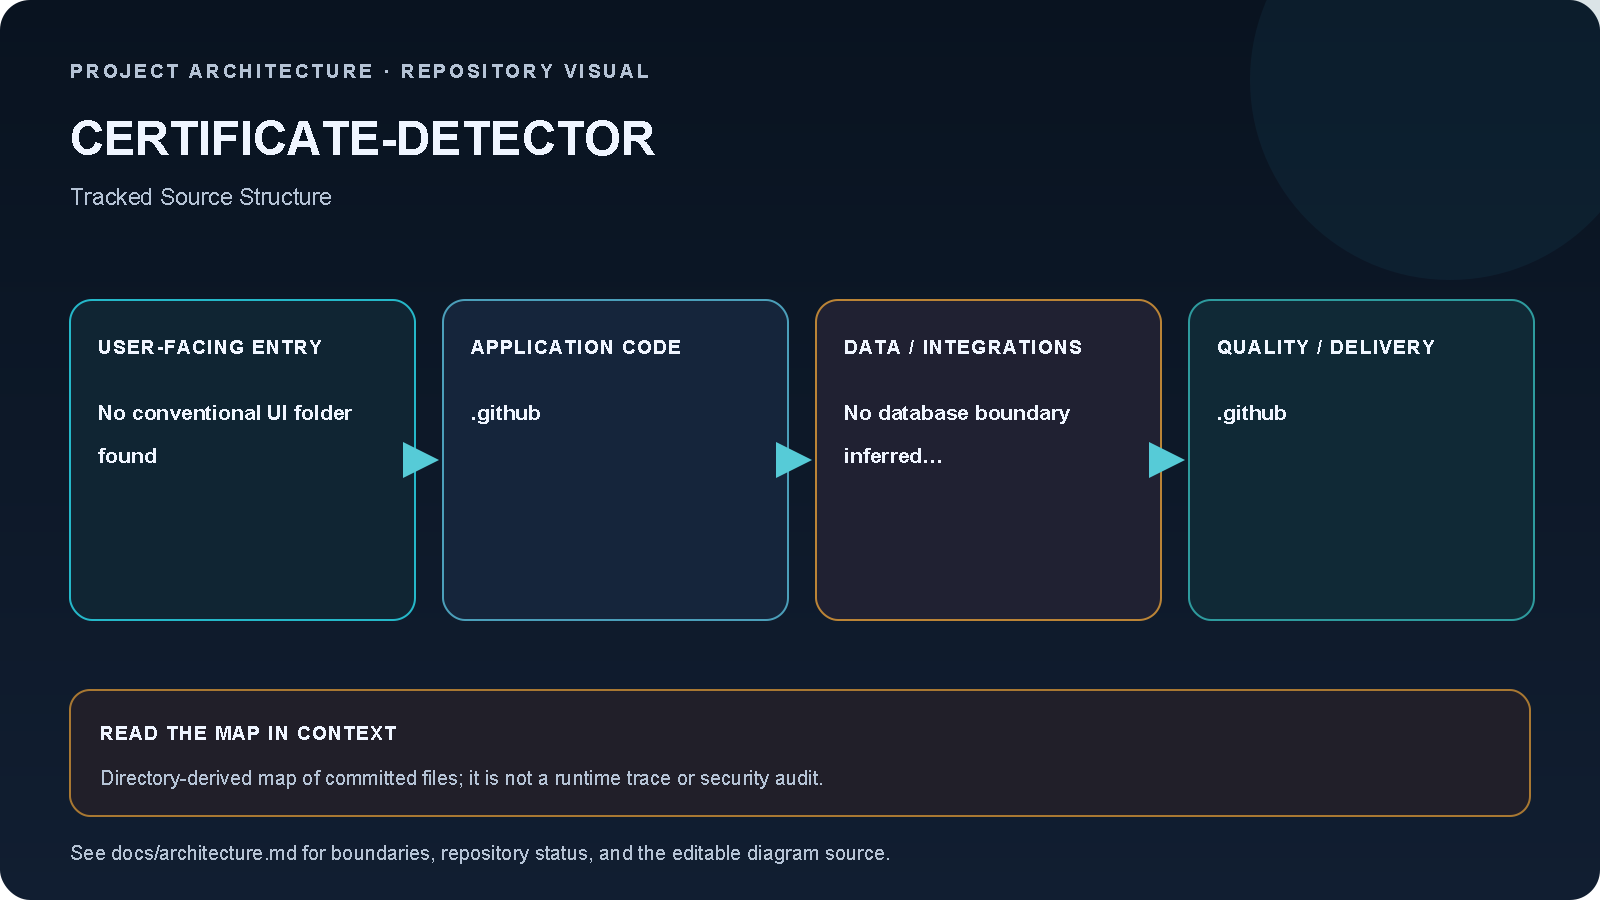 PROJECT ARCHITECTURE · REPOSITORY VISUAL
CERTIFICATE-DETECTOR
Tracked Source Structure
USER-FACING ENTRY
No conventional UI folder
found
APPLICATION CODE
.github
DATA / INTEGRATIONS
No database boundary
inferred…
QUALITY / DELIVERY
.github
READ THE MAP IN CONTEXT
Directory-derived map of committed files; it is not a runtime trace or security audit.
See docs/architecture.md for boundaries, repository status, and the editable diagram source.